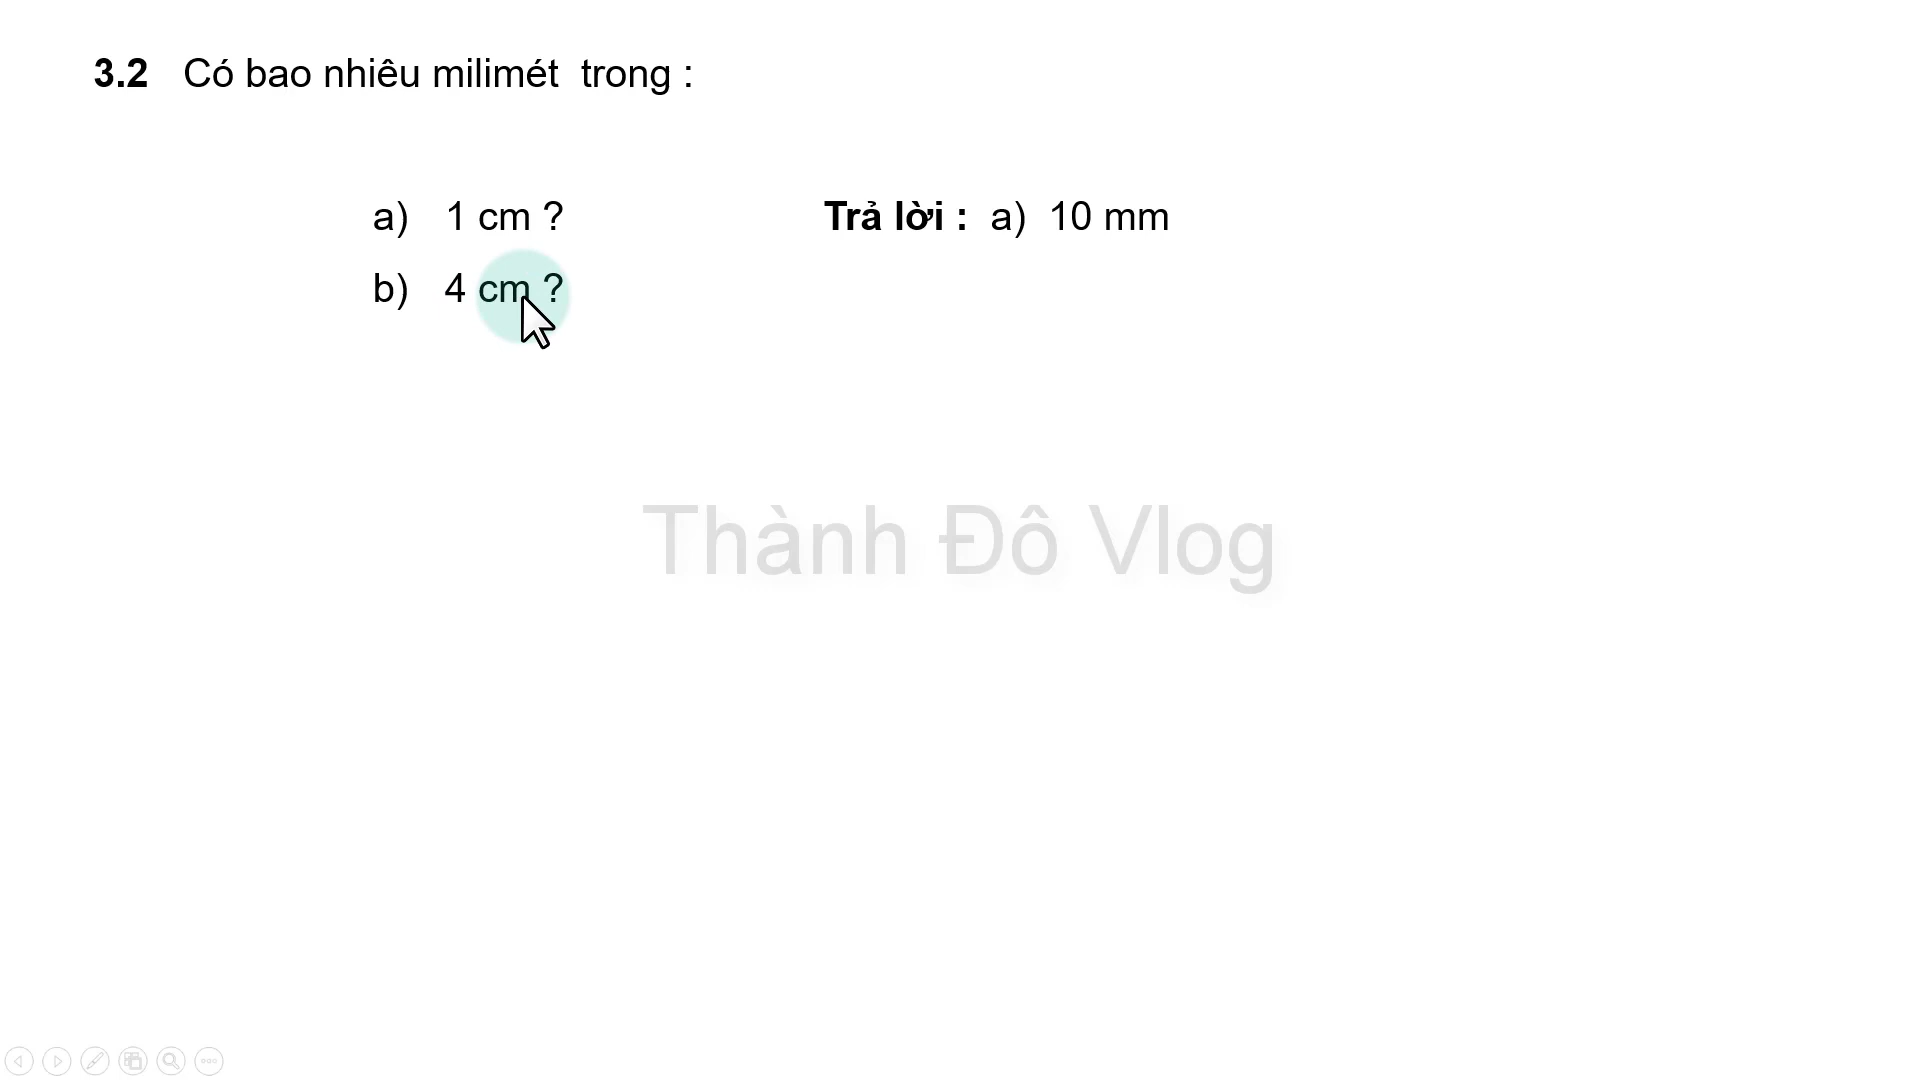 3.2 Có bao nhiêu milimét trong :
a) 1 cm ? Trả lời : a) 10 mm
b) 4 cm ?
Thành Đô Vlog